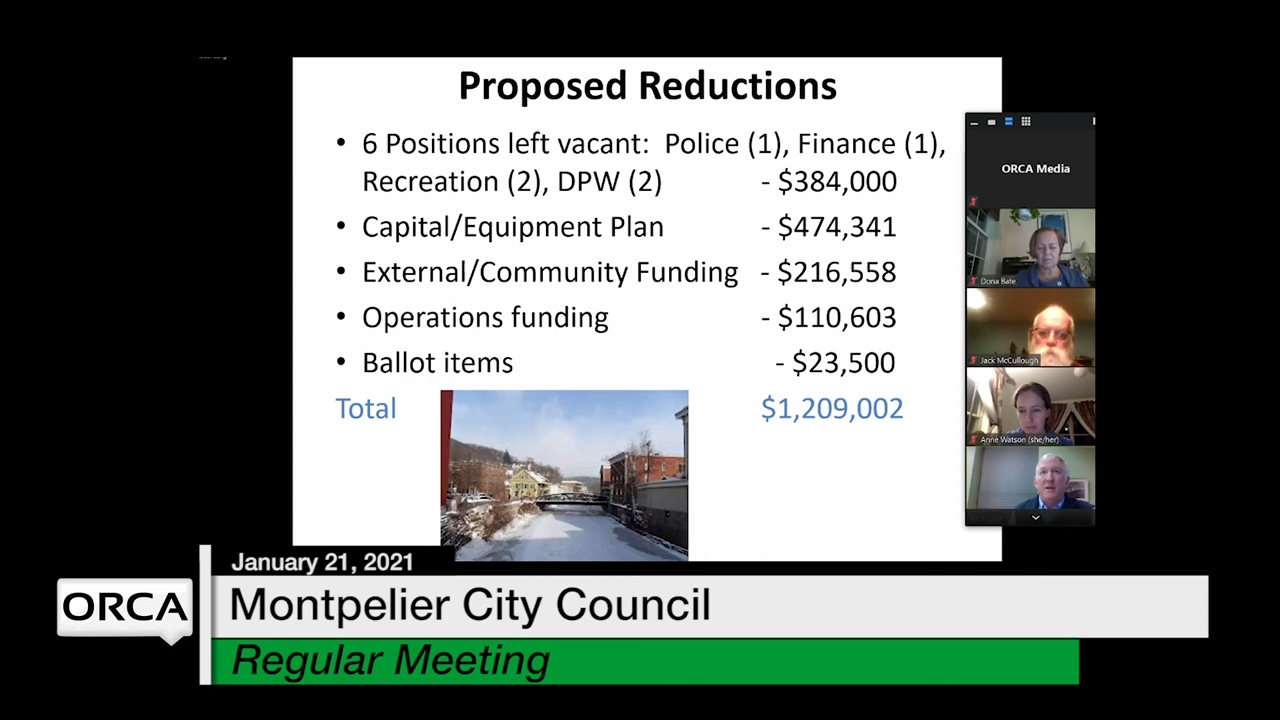 Proposed Reductions
• 6 Positions left vacant: Police (1), Finance (1),
Recreation (2), DPW (2) - $384,000
• Capital/Equipment Plan - $474,341
• External/Community Funding - $216,558
• Operations funding - $110,603
• Ballot items - $23,500
Total $1,209,002
ORCA Media
Dona Bate
Jack McCullough
Anne Watson (she/her)
January 21, 2021
ORCA
Montpelier City Council
Regular Meeting